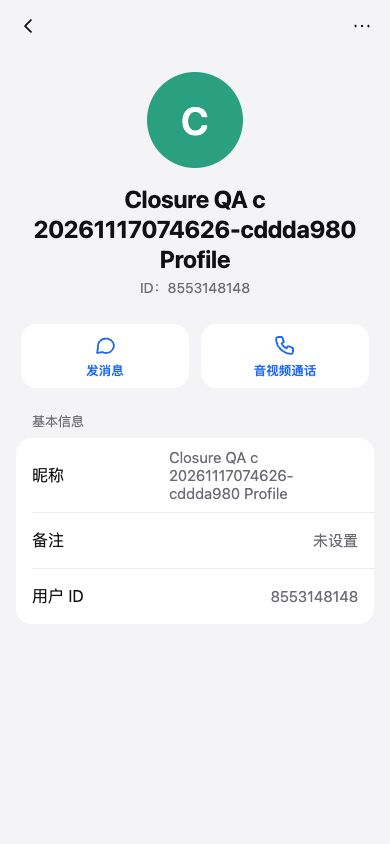 C
Closure QA c
20261117074626-cddda980
Profile
ID：8553148148
发消息
音视频通话
基本信息
昵称
Closure QA c
20261117074626-
cddda980 Profile
备注
未设置
用户 ID
8553148148